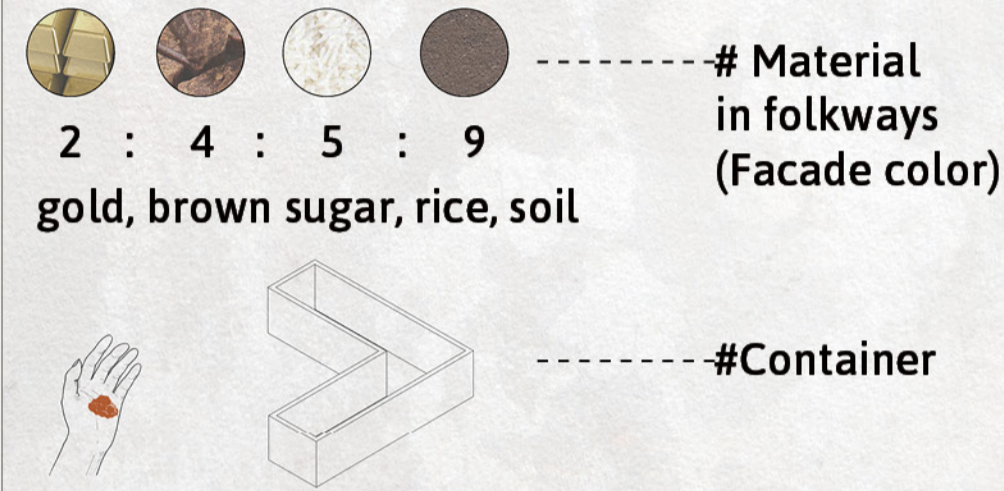 # Material
in folkways
(Facade color)
2 : 4 : 5 : 9
gold, brown sugar, rice, soil
#Container